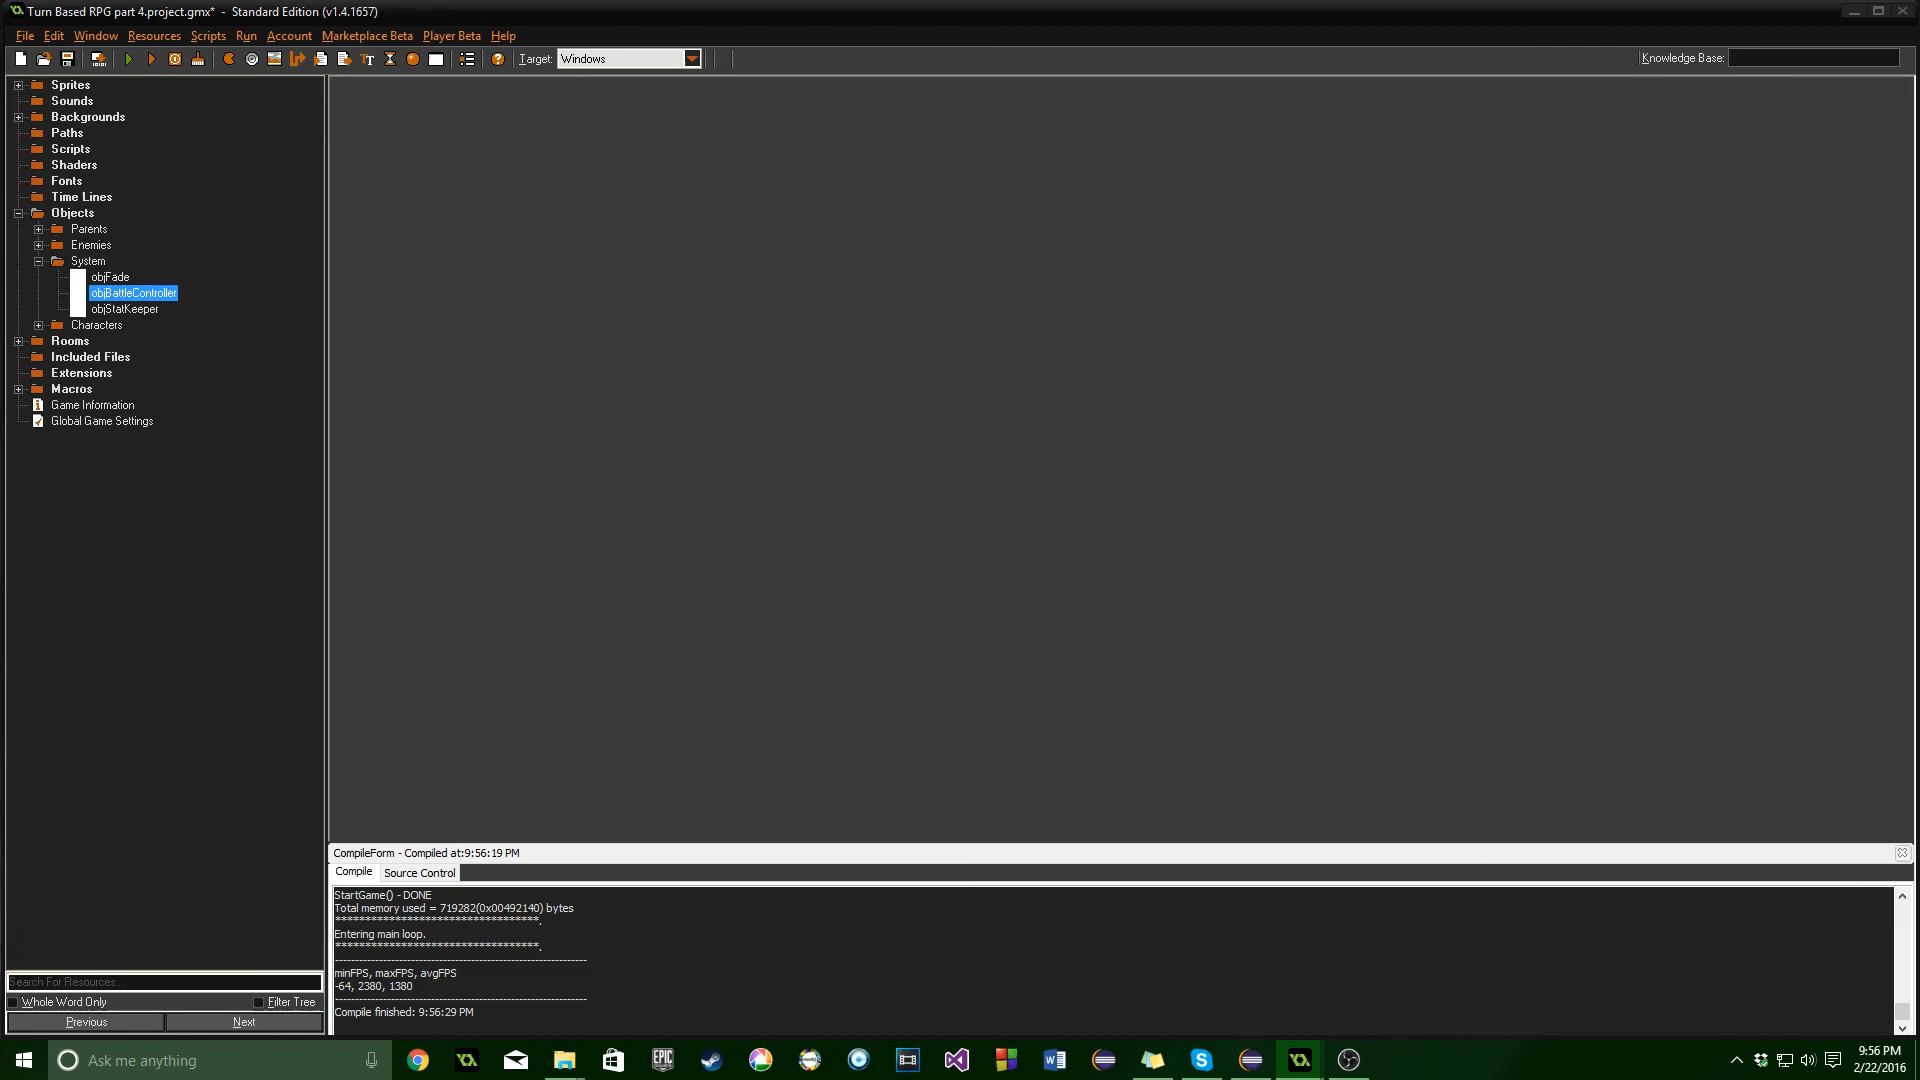 Turn Based RPG part 4.project.gmx*  -  Standard Edition (v1.4.1657)
File Edit Window Resources Scripts Run Account Marketplace Beta Player Beta Help
Target: Windows
Knowledge Base:
Sprites
Sounds
Backgrounds
Paths
Scripts
Shaders
Fonts
Time Lines
Objects
Parents
Enemies
System
objFade
objBattleController
objStatKeeper
Characters
Rooms
Included Files
Extensions
Macros
Game Information
Global Game Settings
Search For Resources...
Whole Word Only Filter Tree
Previous Next
CompileForm - Compiled at:9:56:19 PM
Compile Source Control
StartGame() - DONE
Total memory used = 719282(0x00492140) bytes
**********************************.
Entering main loop.
**********************************.
---------------------------------------------------------------
minFPS, maxFPS, avgFPS
-64, 2380, 1380
---------------------------------------------------------------
Compile finished: 9:56:29 PM
Ask me anything
EPIC GAMES
9:56 PM
2/22/2016